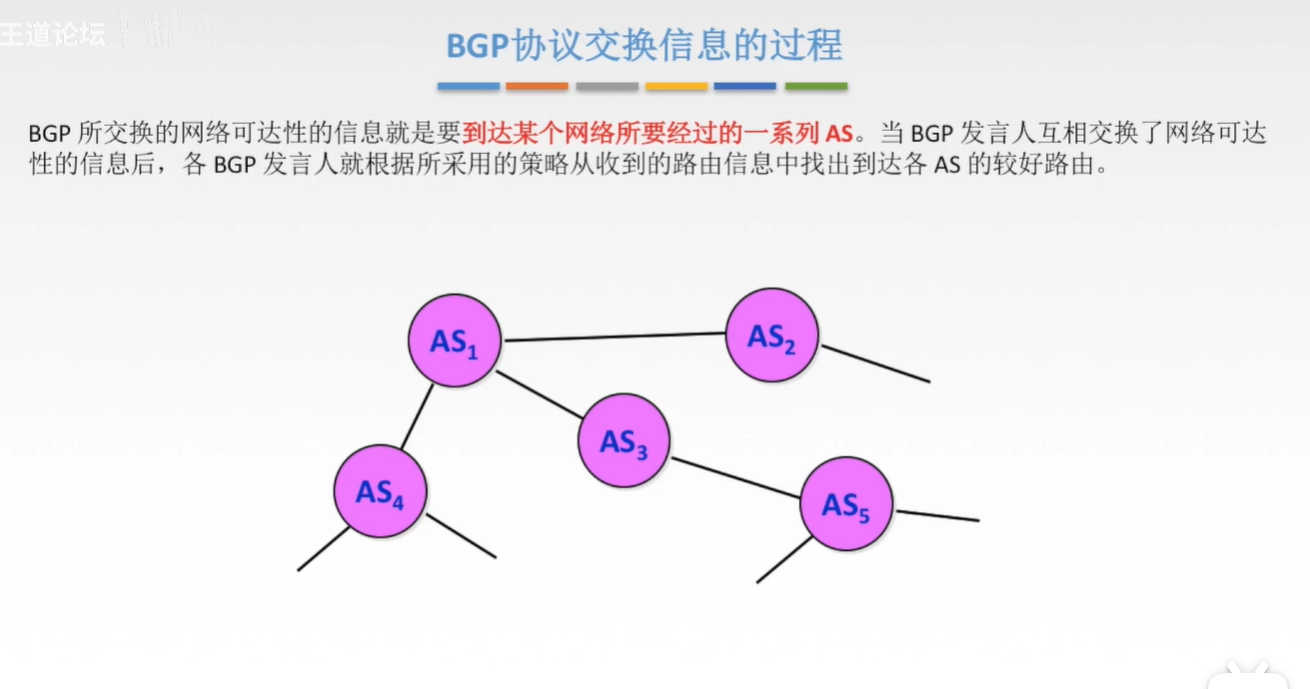 王道论坛
BGP协议交换信息的过程
BGP 所交换的网络可达性的信息就是要到达某个网络所要经过的一系列 AS。当 BGP 发言人互相交换了网络可达
性的信息后，各 BGP 发言人就根据所采用的策略从收到的路由信息中找出到达各 AS 的较好路由。
AS₁
AS₂
AS₃
AS₄
AS₅